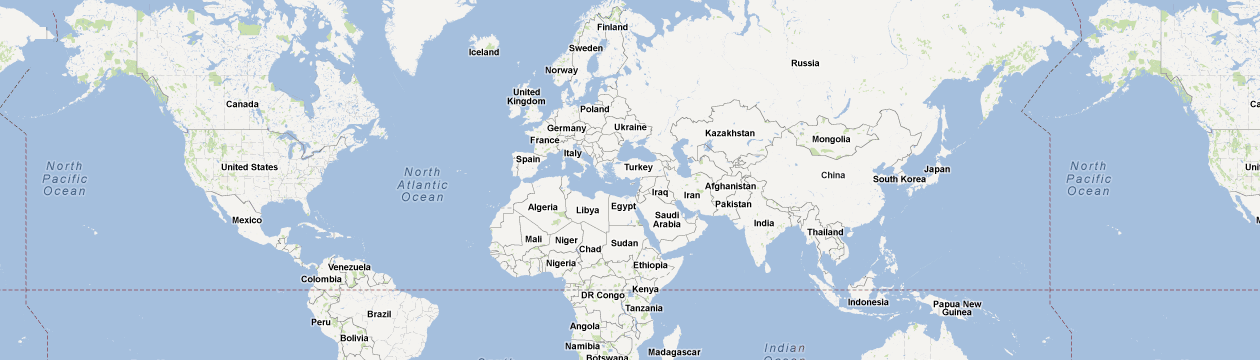 Finland
Sweden
Iceland
Norway
Russia
United
Kingdom
Canada
Poland
Germany
Ukraine
Kazakhstan
Mongolia
France
Italy
Spain
United States
Turkey
China
Japan
South Korea
North
Pacific
Ocean
North
Atlantic
Ocean
North
Pacific
Ocean
Iraq
Iran
Afghanistan
Pakistan
Algeria
Libya
Egypt
Saudi
Arabia
India
Mexico
Thailand
Mali
Niger
Chad
Sudan
Nigeria
Ethiopia
Venezuela
Colombia
Kenya
DR Congo
Tanzania
Indonesia
Papua New
Guinea
Brazil
Peru
Bolivia
Angola
Namibia
Botswana
Madagascar
Indian
Ocean
Ca
Uni
M